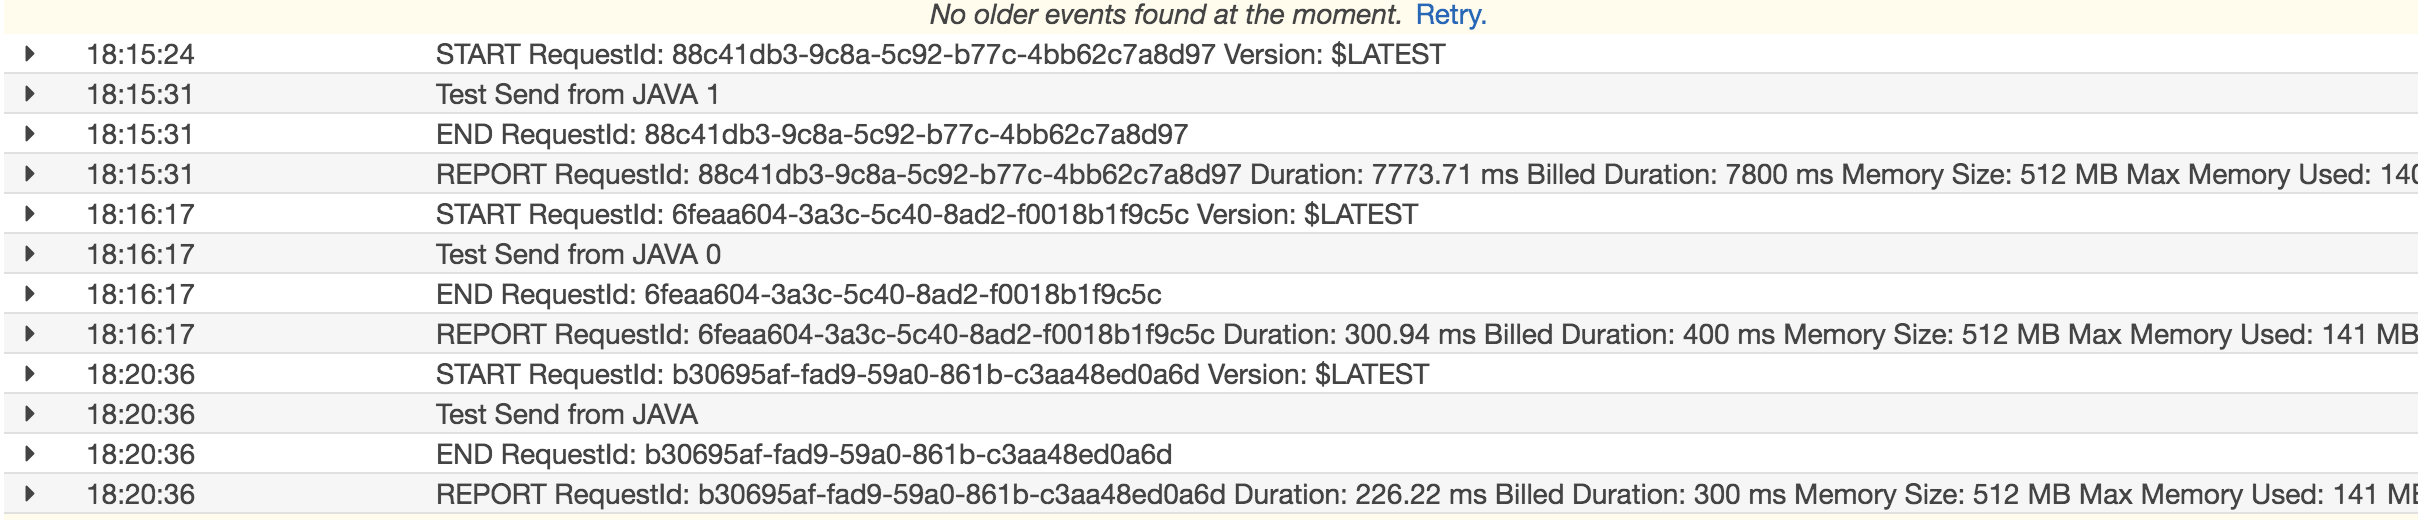 No older events found at the moment. Retry.
18:15:24 START RequestId: 88c41db3-9c8a-5c92-b77c-4bb62c7a8d97 Version: $LATEST
18:15:31 Test Send from JAVA 1
18:15:31 END RequestId: 88c41db3-9c8a-5c92-b77c-4bb62c7a8d97
18:15:31 REPORT RequestId: 88c41db3-9c8a-5c92-b77c-4bb62c7a8d97 Duration: 7773.71 ms Billed Duration: 7800 ms Memory Size: 512 MB Max Memory Used: 140
18:16:17 START RequestId: 6feaa604-3a3c-5c40-8ad2-f0018b1f9c5c Version: $LATEST
18:16:17 Test Send from JAVA 0
18:16:17 END RequestId: 6feaa604-3a3c-5c40-8ad2-f0018b1f9c5c
18:16:17 REPORT RequestId: 6feaa604-3a3c-5c40-8ad2-f0018b1f9c5c Duration: 300.94 ms Billed Duration: 400 ms Memory Size: 512 MB Max Memory Used: 141 MB
18:20:36 START RequestId: b30695af-fad9-59a0-861b-c3aa48ed0a6d Version: $LATEST
18:20:36 Test Send from JAVA
18:20:36 END RequestId: b30695af-fad9-59a0-861b-c3aa48ed0a6d
18:20:36 REPORT RequestId: b30695af-fad9-59a0-861b-c3aa48ed0a6d Duration: 226.22 ms Billed Duration: 300 ms Memory Size: 512 MB Max Memory Used: 141 MB